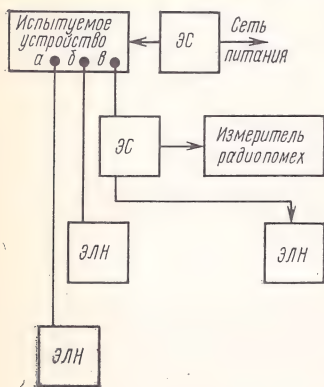 Испытуемое
устройство
а б в
ЭС
Сеть
питания
ЭС
Измеритель
радиопомех
ЭЛН
ЭЛН
ЭЛН